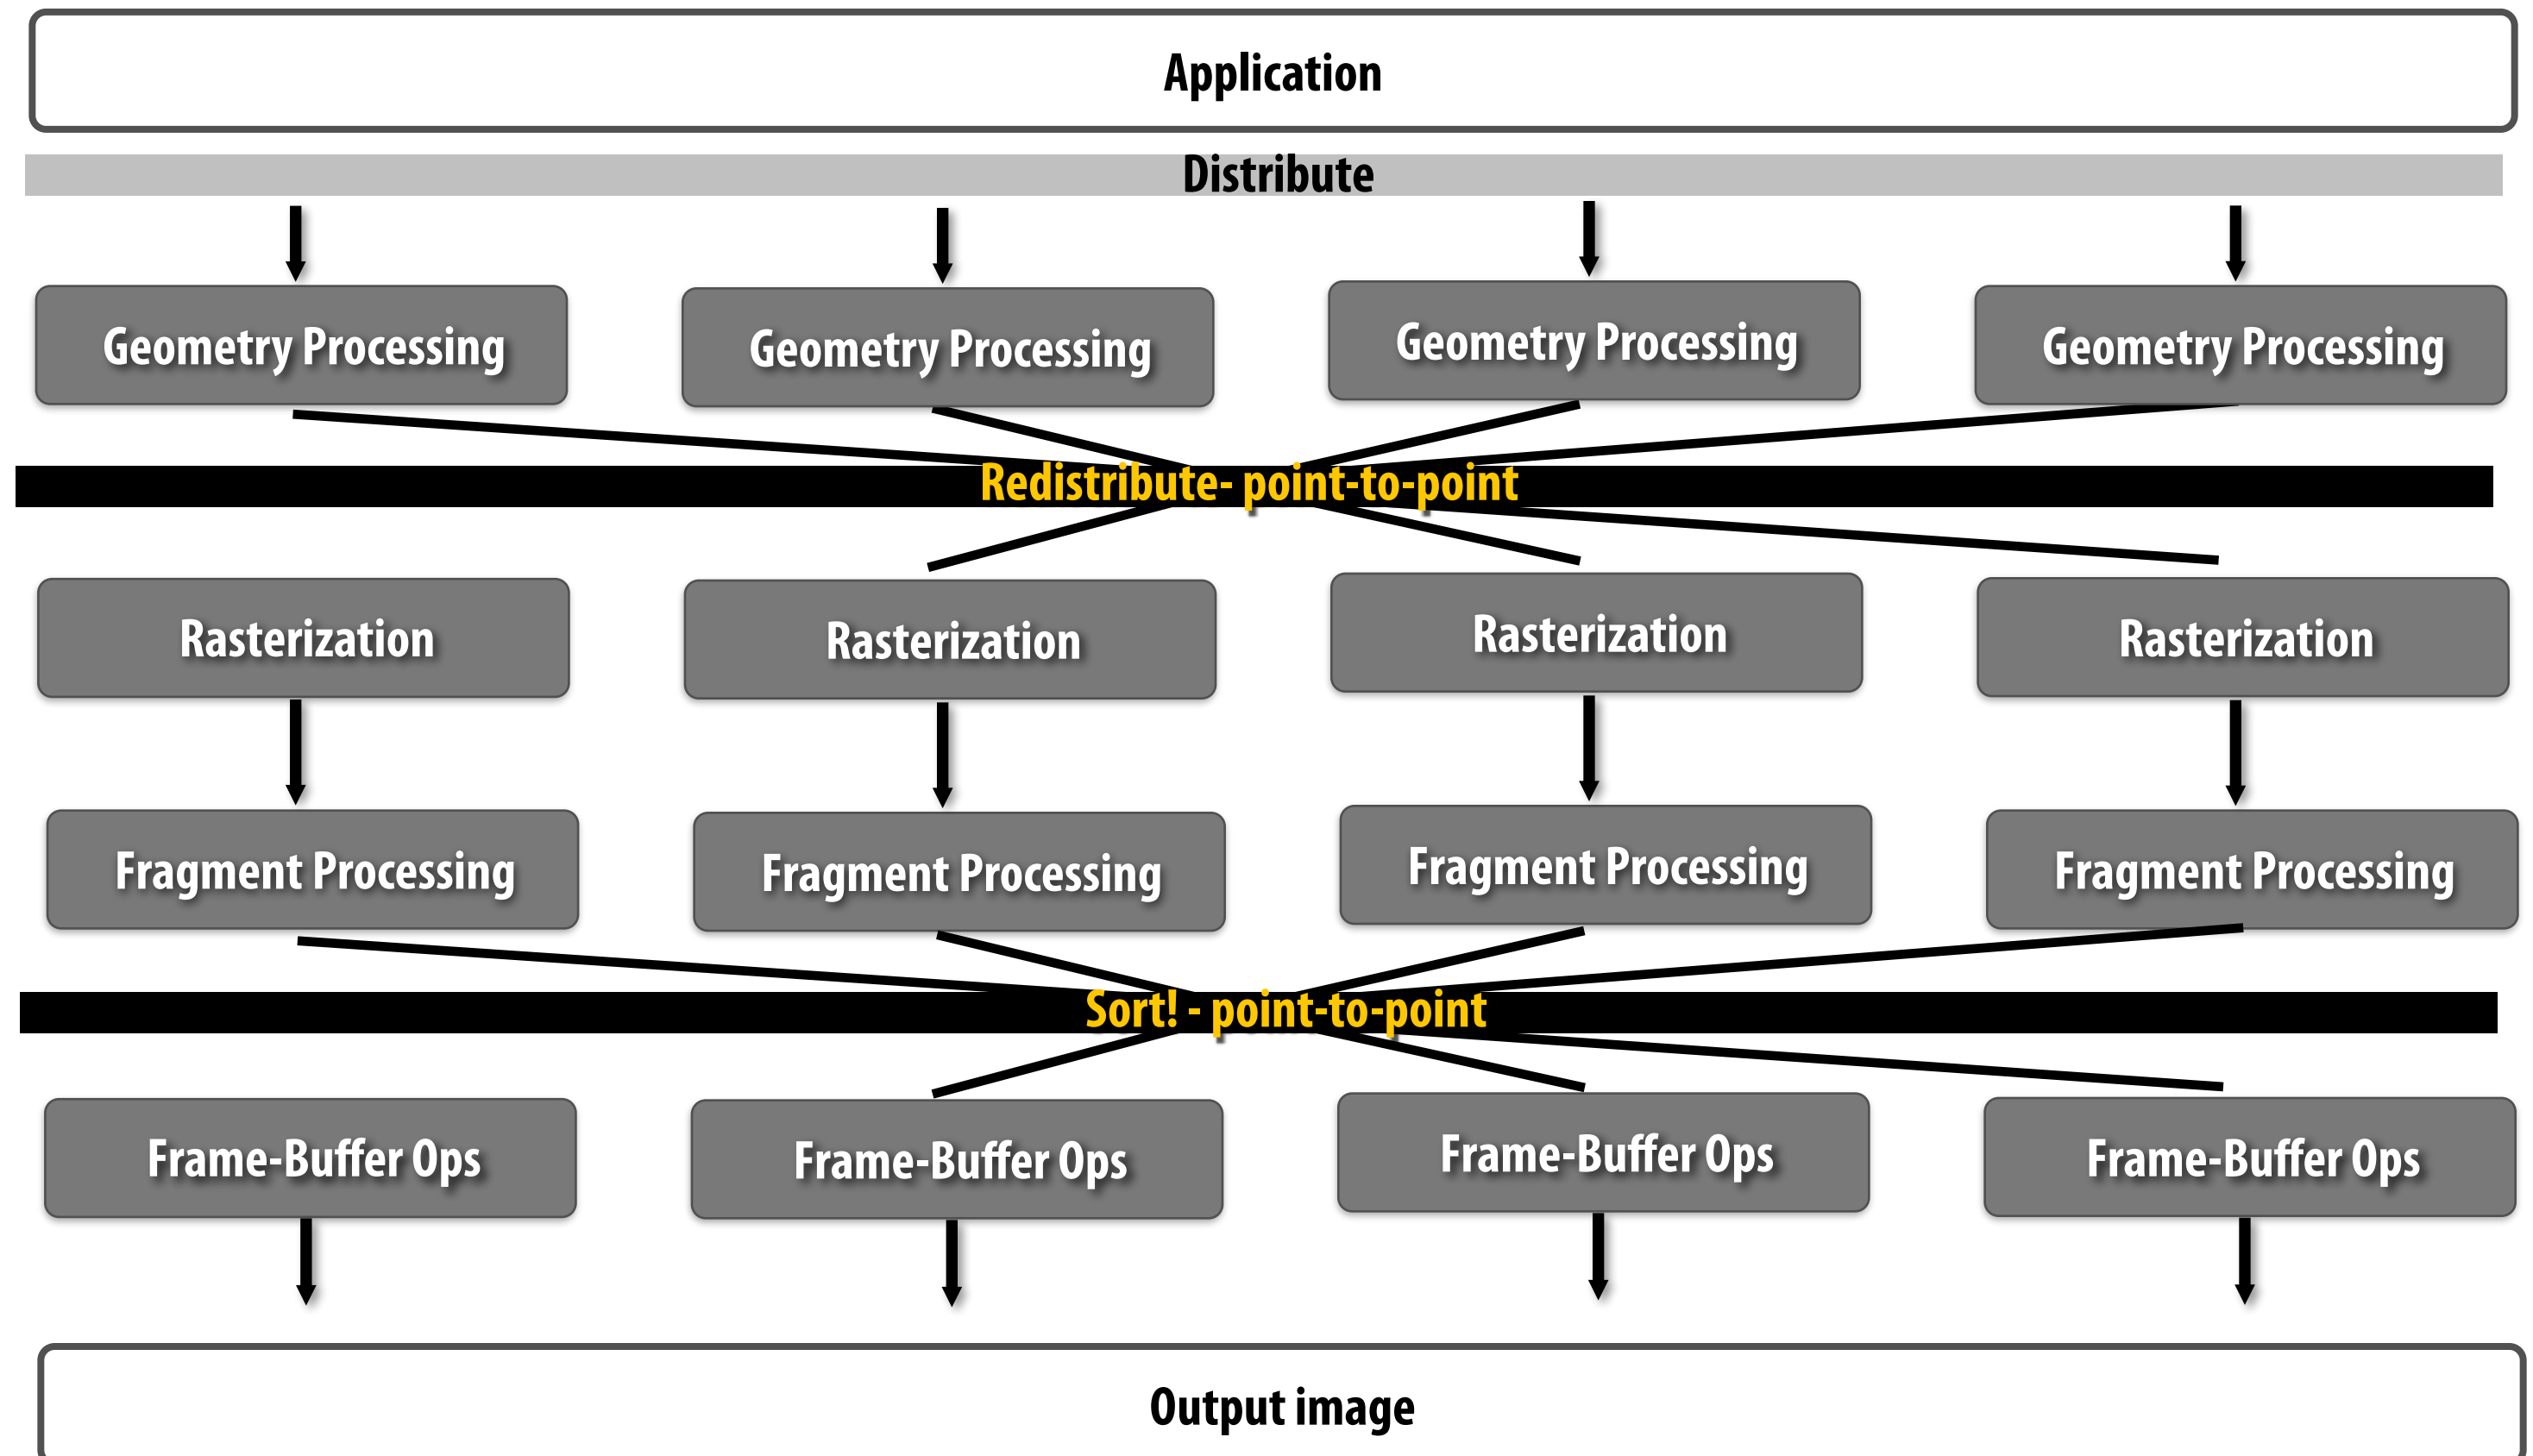 Application
Distribute
Geometry Processing
Geometry Processing
Geometry Processing
Geometry Processing
Redistribute- point-to-point
Rasterization
Rasterization
Rasterization
Rasterization
Fragment Processing
Fragment Processing
Fragment Processing
Fragment Processing
Sort! - point-to-point
Frame-Buffer Ops
Frame-Buffer Ops
Frame-Buffer Ops
Frame-Buffer Ops
Output image